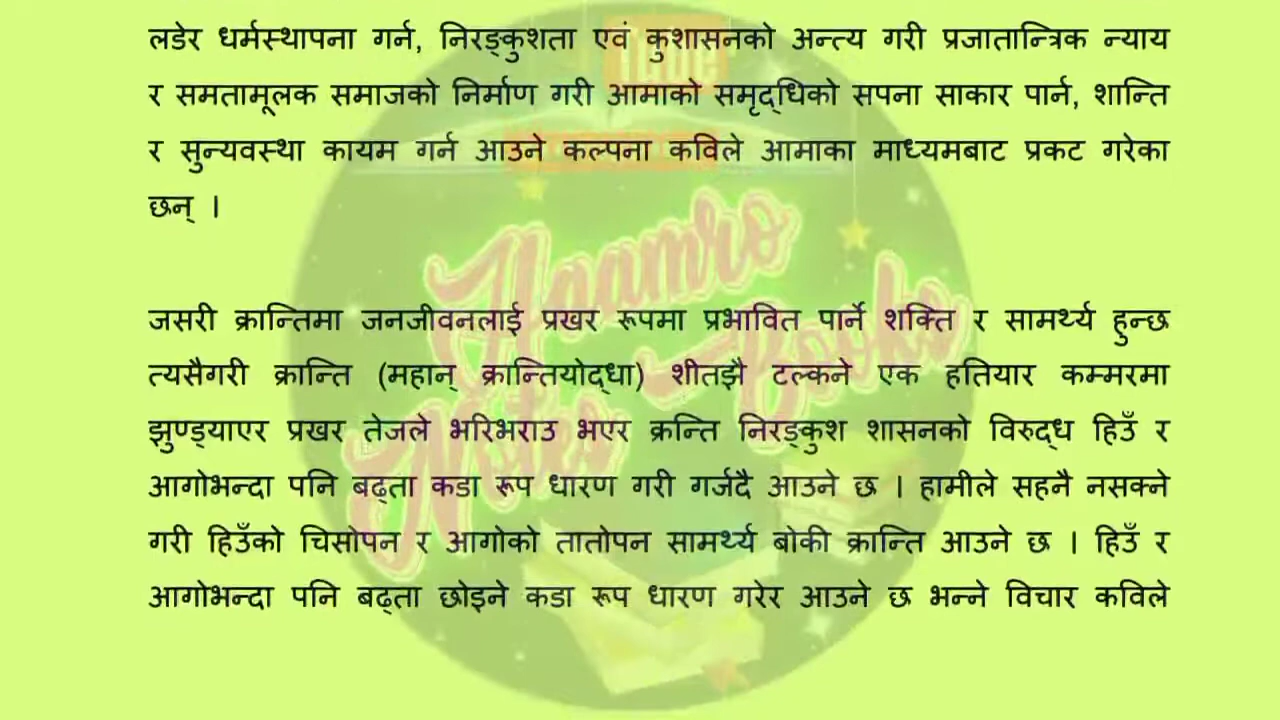 लडेर धर्मस्थापना गर्न, निरङ्कुशता एवं कुशासनको अन्त्य गरी प्रजातान्त्रिक न्याय
र समतामूलक समाजको निर्माण गरी आमाको समृद्धिको सपना साकार पार्न, शान्ति
र सुन्यवस्था कायम गर्न आउने कल्पना कविले आमाका माध्यमबाट प्रकट गरेका
छन् ।
जसरी क्रान्तिमा जनजीवनलाई प्रखर रूपमा प्रभावित पार्ने शक्ति र सामर्थ्य हुन्छ
त्यसैगरी क्रान्ति (महान् क्रान्तियोद्धा) शीतझै टल्कने एक हतियार कम्मरमा
झुण्ड्याएर प्रखर तेजले भरिभराउ भएर क्रन्ति निरङ्कुश शासनको विरुद्ध हिउँ र
आगोभन्दा पनि बढ्ता कडा रूप धारण गरी गर्जदै आउने छ । हामीले सहनै नसक्ने
गरी हिउँको चिसोपन र आगोको तातोपन सामर्थ्य बोकी क्रान्ति आउने छ । हिउँ र
आगोभन्दा पनि बढ्ता छोइने कडा रूप धारण गरेर आउने छ भन्ने विचार कविले
Haamro
Books
Notes